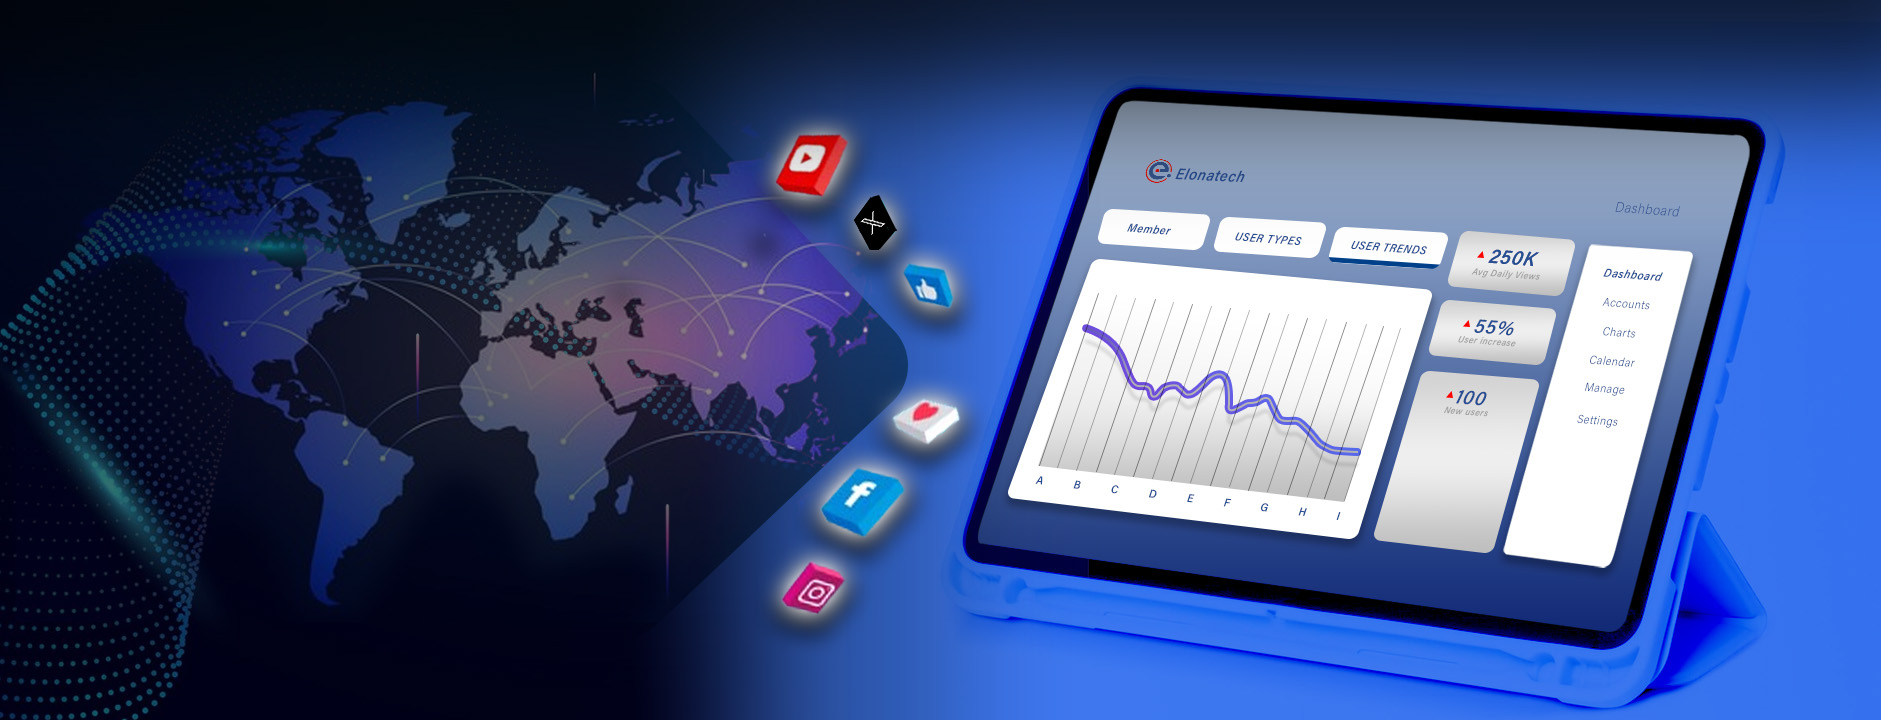 Elonatech
Dashboard
Member
USER TYPES
USER TRENDS
250K
Avg Daily Views
55%
User increase
100
New users
Dashboard
Accounts
Charts
Calendar
Manage
Settings
A B C D E F G H I